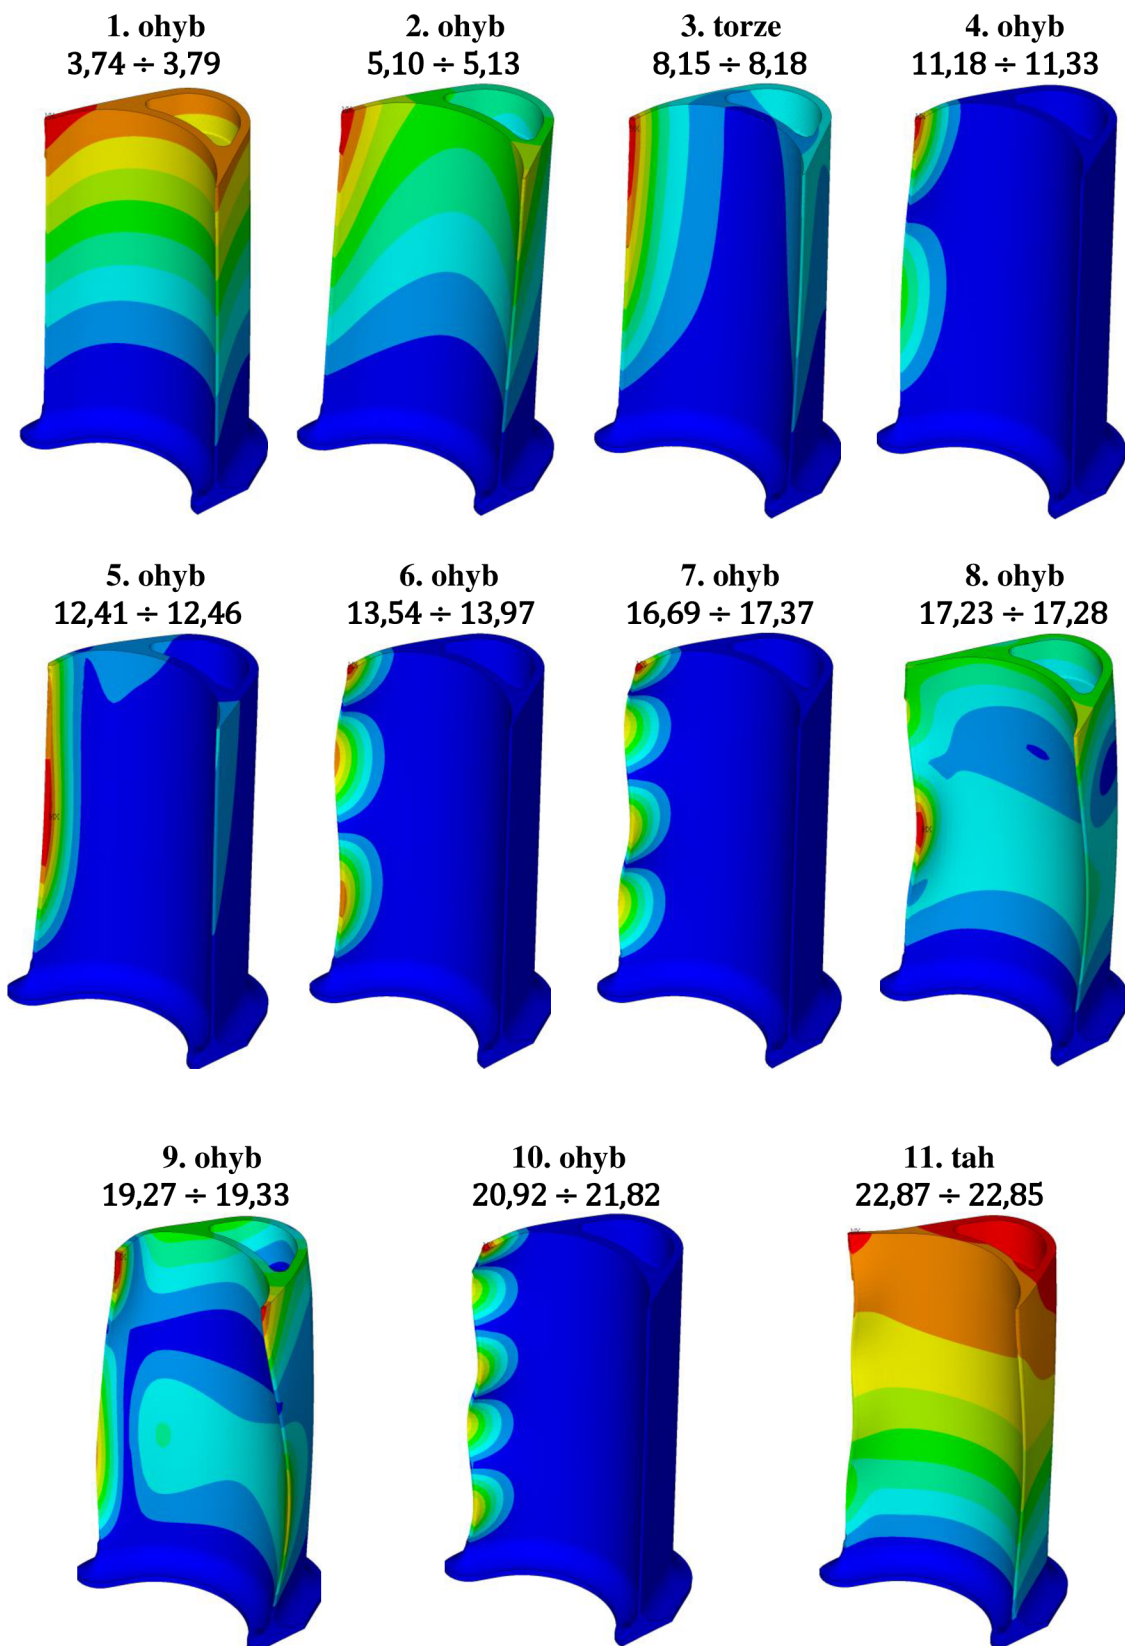 1. ohyb
3,74 ÷ 3,79
2. ohyb
5,10 ÷ 5,13
3. torze
8,15 ÷ 8,18
4. ohyb
11,18 ÷ 11,33
5. ohyb
12,41 ÷ 12,46
6. ohyb
13,54 ÷ 13,97
7. ohyb
16,69 ÷ 17,37
8. ohyb
17,23 ÷ 17,28
9. ohyb
19,27 ÷ 19,33
10. ohyb
20,92 ÷ 21,82
11. tah
22,87 ÷ 22,85